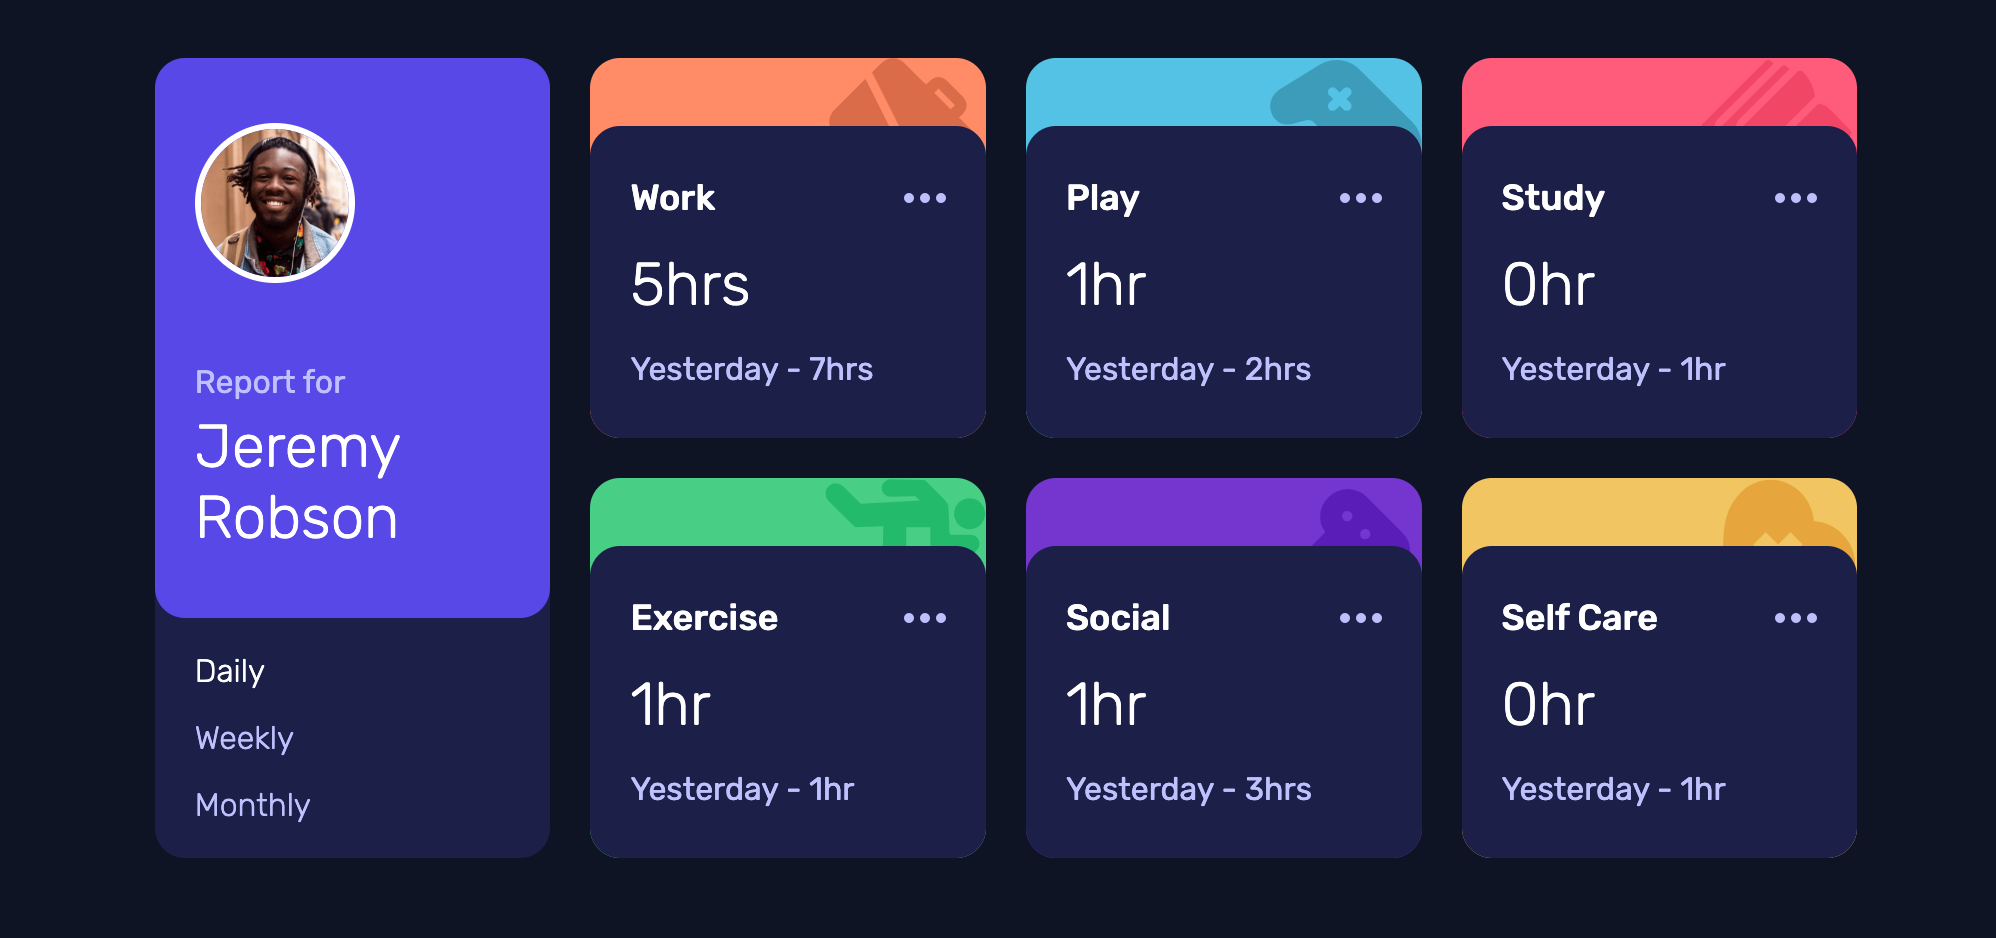 Report for
Jeremy
Robson
Daily
Weekly
Monthly
Work
5hrs
Yesterday - 7hrs
Play
1hr
Yesterday - 2hrs
Study
0hr
Yesterday - 1hr
Exercise
1hr
Yesterday - 1hr
Social
1hr
Yesterday - 3hrs
Self Care
0hr
Yesterday - 1hr